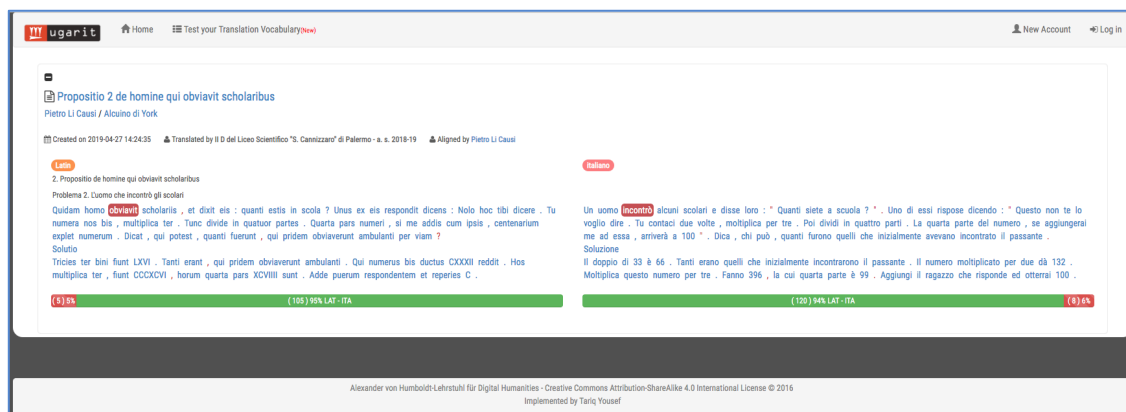 ugarit Home Test your Translation Vocabulary(New) New Account Log in
Propositio 2 de homine qui obviavit scholaribus
Pietro Li Causi / Alcuino di York
Created on 2019-04-27 14:24:35 Translated by II D del Liceo Scientifico "S. Cannizzaro" di Palermo - a. s. 2018-19 Aligned by Pietro Li Causi
Latin
2. Propositio de homine qui obviavit scholaribus
Problema 2. L'uomo che incontrò gli scolari
Quidam homo obviavit scholariis , et dixit eis : quanti estis in scola ? Unus ex eis respondit dicens : Nolo hoc tibi dicere . Tu
numera nos bis , multiplica ter . Tunc divide in quatuor partes . Quarta pars numeri , si me addis cum ipsis , centenarium
explet numerum . Dicat , qui potest , quanti fuerunt , qui pridem obviaverunt ambulanti per viam ?
Solutio
Tricies ter bini fiunt LXVI . Tanti erant , qui pridem obviaverunt ambulanti . Qui numerus bis ductus CXXXII reddit . Hos
multiplica ter , fiunt CCCXCVI , horum quarta pars XCVIIII sunt . Adde puerum respondentem et reperies C .
( 5 ) 5% ( 105 ) 95% LAT - ITA
Italiano
Un uomo incontrò alcuni scolari e disse loro : " Quanti siete a scuola ? " . Uno di essi rispose dicendo : " Questo non te lo
voglio dire . Tu contaci due volte , moltiplica per tre . Poi dividi in quattro parti . La quarta parte del numero , se aggiungerai
me ad essa , arriverà a 100 " . Dica , chi può , quanti furono quelli che inizialmente avevano incontrato il passante .
Soluzione
Il doppio di 33 è 66 . Tanti erano quelli che inizialmente incontrarono il passante . Il numero moltiplicato per due dà 132 .
Moltiplica questo numero per tre . Fanno 396 , la cui quarta parte è 99 . Aggiungi il ragazzo che risponde ed otterrai 100 .
( 120 ) 94% LAT - ITA ( 8 ) 6%
Alexander von Humboldt-Lehrstuhl für Digital Humanities - Creative Commons Attribution-ShareAlike 4.0 International License © 2016
Implemented by Tariq Yousef